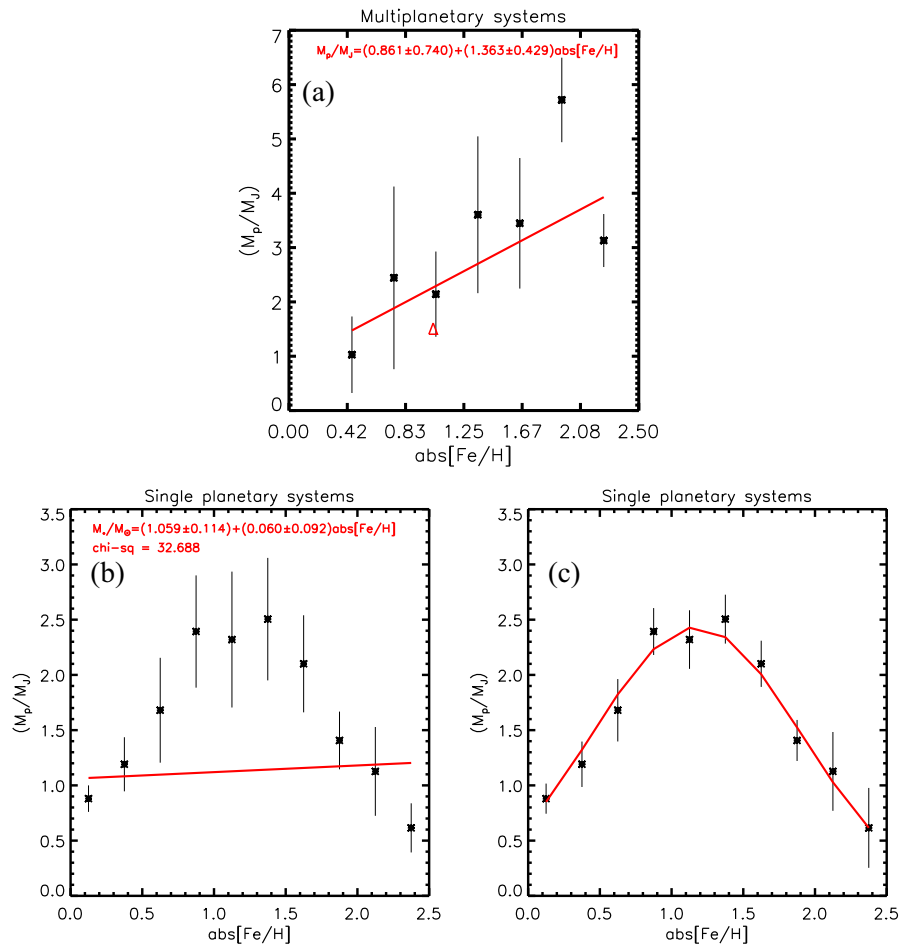 Multiplanetary systems
Mₚ/M_J=(0.861±0.740)+(1.363±0.429)abs[Fe/H]
(a)
7
6
5
4
3
2
1
0
(Mₚ/M_J)
Δ
0.00 0.42 0.83 1.25 1.67 2.08 2.50
abs[Fe/H]
Single planetary systems
M⋆/M⊙=(1.059±0.114)+(0.060±0.092)abs[Fe/H]
chi-sq = 32.688
(b)
3.5
3.0
2.5
2.0
1.5
1.0
0.5
0.0
(Mₚ/M_J)
0.0 0.5 1.0 1.5 2.0 2.5
abs[Fe/H]
Single planetary systems
(c)
3.5
3.0
2.5
2.0
1.5
1.0
0.5
0.0
(Mₚ/M_J)
0.0 0.5 1.0 1.5 2.0 2.5
abs[Fe/H]